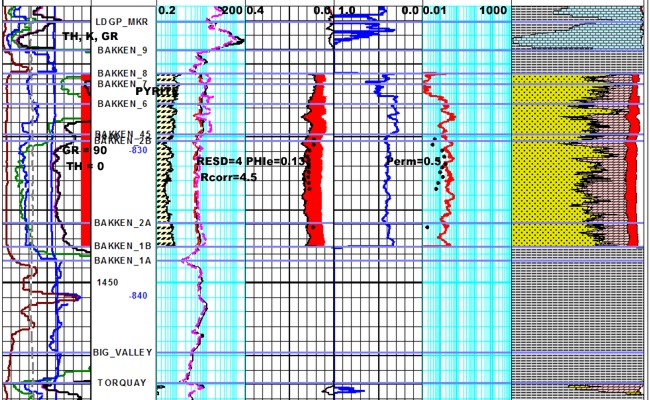 0.2 0.4 0.0 1.0 0.0 0.01 1000
LDGP_MKR
TH, K, GR
BAKKEN_9
BAKKEN_8
BAKKEN_7
PYRITE
BAKKEN_6
BAKKEN_2B
GR = 90 -830
RESD=4 PHIe=0.13 Perm=0.5
TH = 0
Rcorr=4.5
BAKKEN_2A
BAKKEN_1B
BAKKEN_1A
1450
-840
BIG_VALLEY
TORQUAY